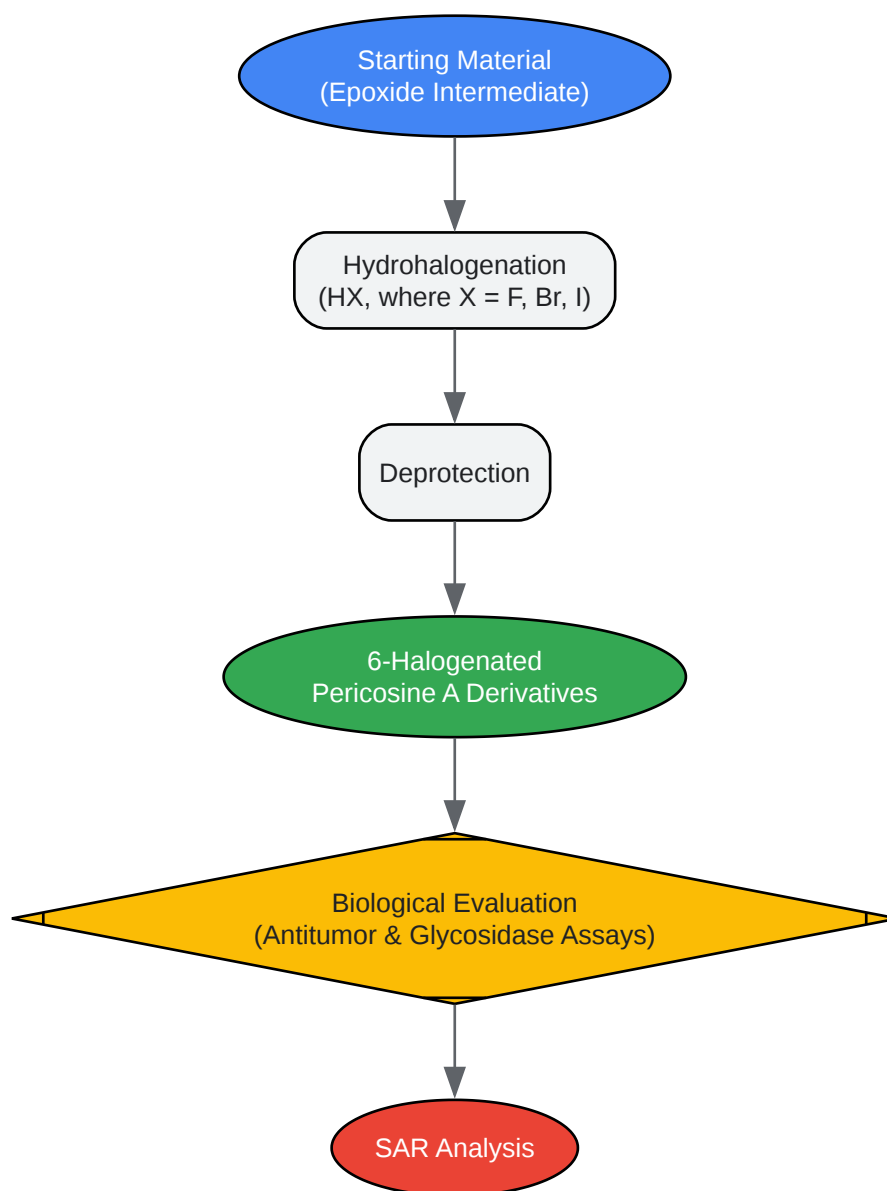 Starting Material
(Epoxide Intermediate)
Hydrohalogenation
(HX, where X = F, Br, I)
Deprotection
6-Halogenated
Pericosine A Derivatives
Biological Evaluation
(Antitumor & Glycosidase Assays)
SAR Analysis